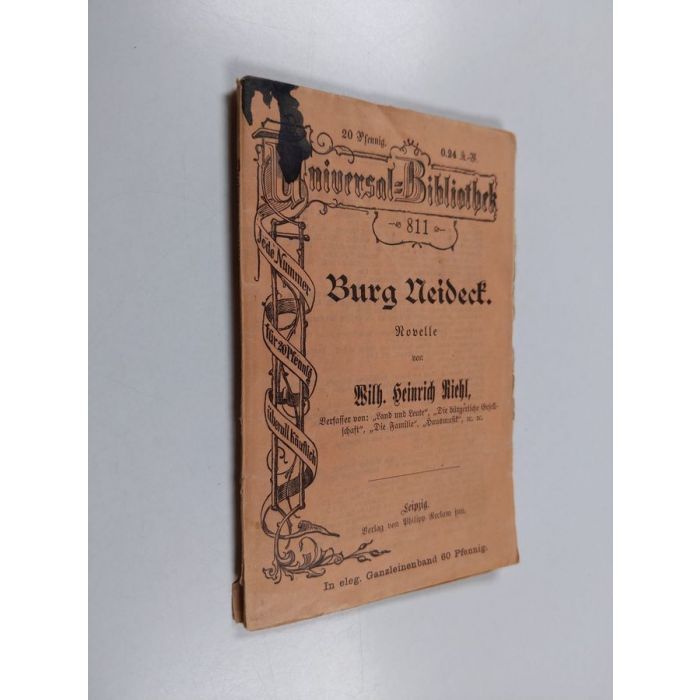 20 Pfennig. 0.24 ö.-W.
Universal-Bibliothek
811
Jede Nummer
für 20 Pfennig
überall käuflich
Burg Neideck.
Novelle
von
Wilh. Heinrich Riehl,
Verfasser von: „Land und Leute“, „Die bürgerliche Gesell-
schaft“, „Die Familie“, „Hausmusik“, ꝛc. ꝛc.
Leipzig.
Verlag von Philipp Reclam jun.
In eleg. Ganzleinenband 60 Pfennig.